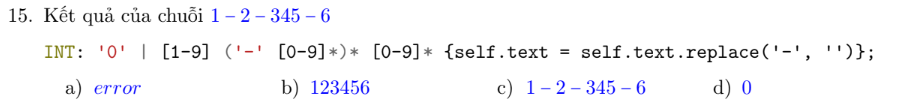 15. Kết quả của chuỗi 1 − 2 − 345 − 6
INT: '0' | [1-9] ('-' [0-9]*)* [0-9]* {self.text = self.text.replace('-', '')};
a) error b) 123456 c) 1 − 2 − 345 − 6 d) 0